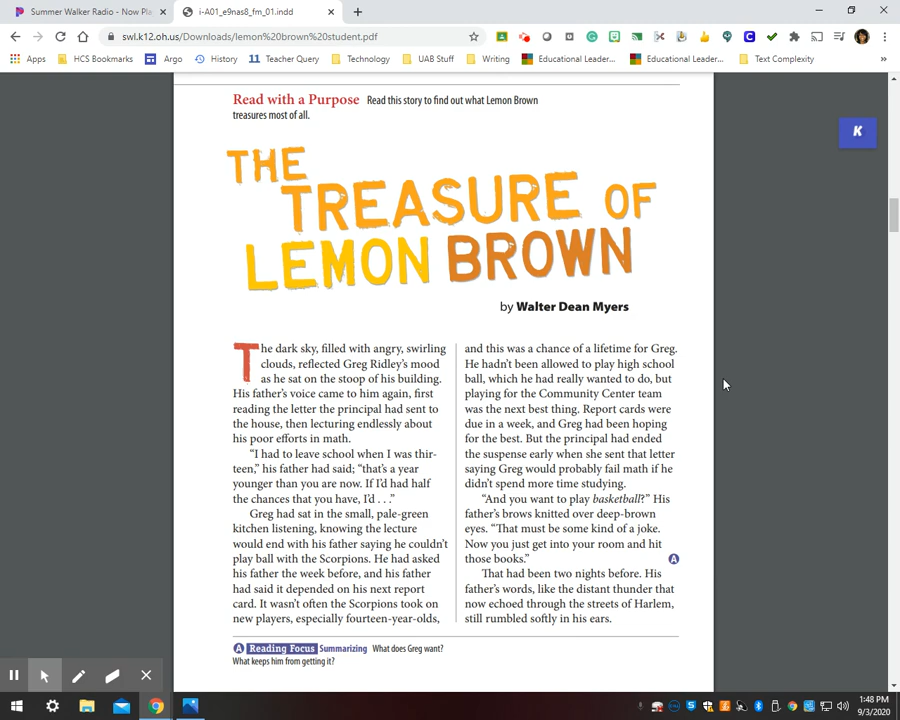 Summer Walker Radio - Now Pla
i-A01_e9nas8_fm_01.indd
swl.k12.oh.us/Downloads/lemon%20brown%20student.pdf
Apps
HCS Bookmarks
Argo
History
Teacher Query
Technology
UAB Stuff
Writing
Educational Leader...
Educational Leader...
Text Complexity
Read with a Purpose Read this story to find out what Lemon Brown
treasures most of all.
THE
TREASURE OF
LEMON BROWN
by Walter Dean Myers
The dark sky, filled with angry, swirling
clouds, reflected Greg Ridley's mood
as he sat on the stoop of his building.
His father's voice came to him again, first
reading the letter the principal had sent to
the house, then lecturing endlessly about
his poor efforts in math.
"I had to leave school when I was thir-
teen," his father had said; "that's a year
younger than you are now. If I'd had half
the chances that you have, I'd . . ."
Greg had sat in the small, pale-green
kitchen listening, knowing the lecture
would end with his father saying he couldn't
play ball with the Scorpions. He had asked
his father the week before, and his father
had said it depended on his next report
card. It wasn't often the Scorpions took on
new players, especially fourteen-year-olds,
and this was a chance of a lifetime for Greg.
He hadn't been allowed to play high school
ball, which he had really wanted to do, but
playing for the Community Center team
was the next best thing. Report cards were
due in a week, and Greg had been hoping
for the best. But the principal had ended
the suspense early when she sent that letter
saying Greg would probably fail math if he
didn't spend more time studying.
"And you want to play basketball?" His
father's brows knitted over deep-brown
eyes. "That must be some kind of a joke.
Now you just get into your room and hit
those books." A
That had been two nights before. His
father's words, like the distant thunder that
now echoed through the streets of Harlem,
still rumbled softly in his ears.
A Reading Focus Summarizing What does Greg want?
What keeps him from getting it?
K
1:48 PM
9/3/2020